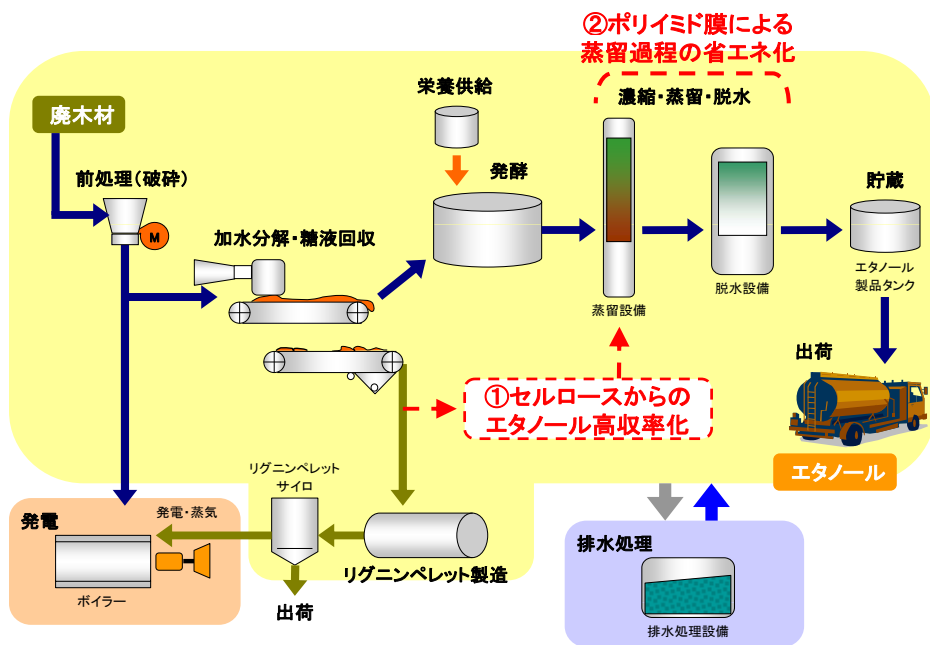 ②ポリイミド膜による
蒸留過程の省エネ化
栄養供給
濃縮・蒸留・脱水
廃木材
前処理(破砕)
発酵
貯蔵
M
加水分解・糖液回収
エタノール
製品タンク
脱水設備
蒸留設備
出荷
①セルロースからの
エタノール高収率化
エタノール
リグニンペレット
サイロ
発電
発電・蒸気
ボイラー
リグニンペレット製造
出荷
排水処理
排水処理設備